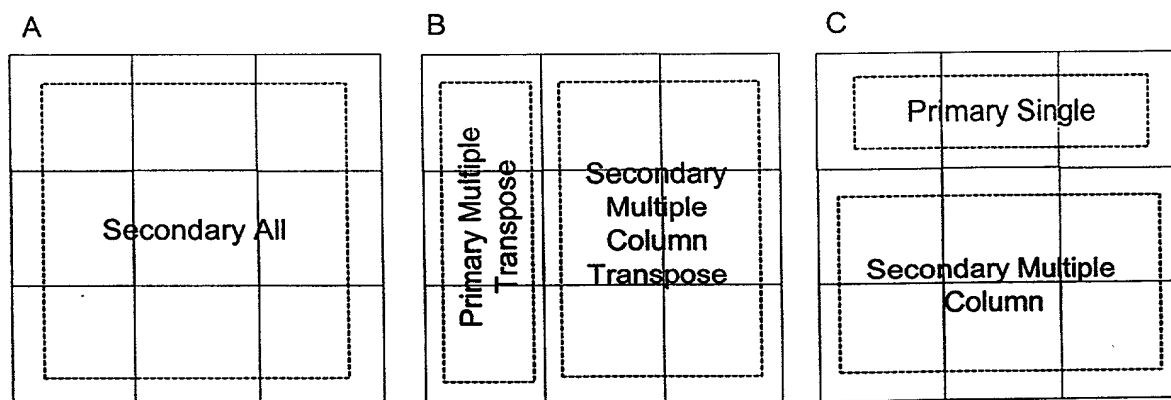 A
B
C
Secondary All
Primary Multiple
Transpose
Secondary
Multiple
Column
Transpose
Primary Single
Secondary Multiple
Column